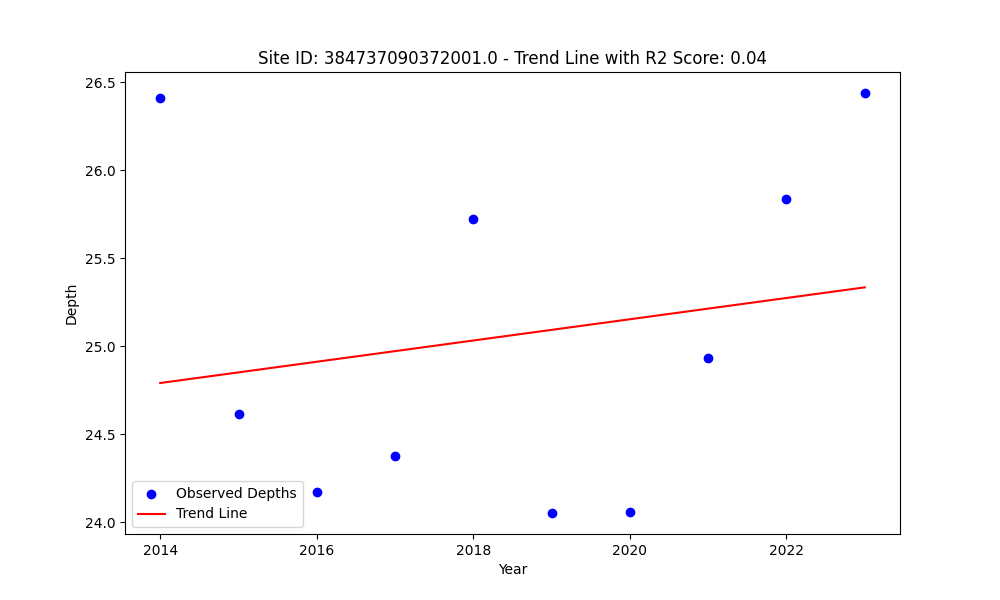 Site ID: 384737090372001.0 - Trend Line with R2 Score: 0.04
26.5
26.0
25.5
25.0
24.5
24.0
Depth
Observed Depths
Trend Line
2014
2016
2018
2020
2022
Year